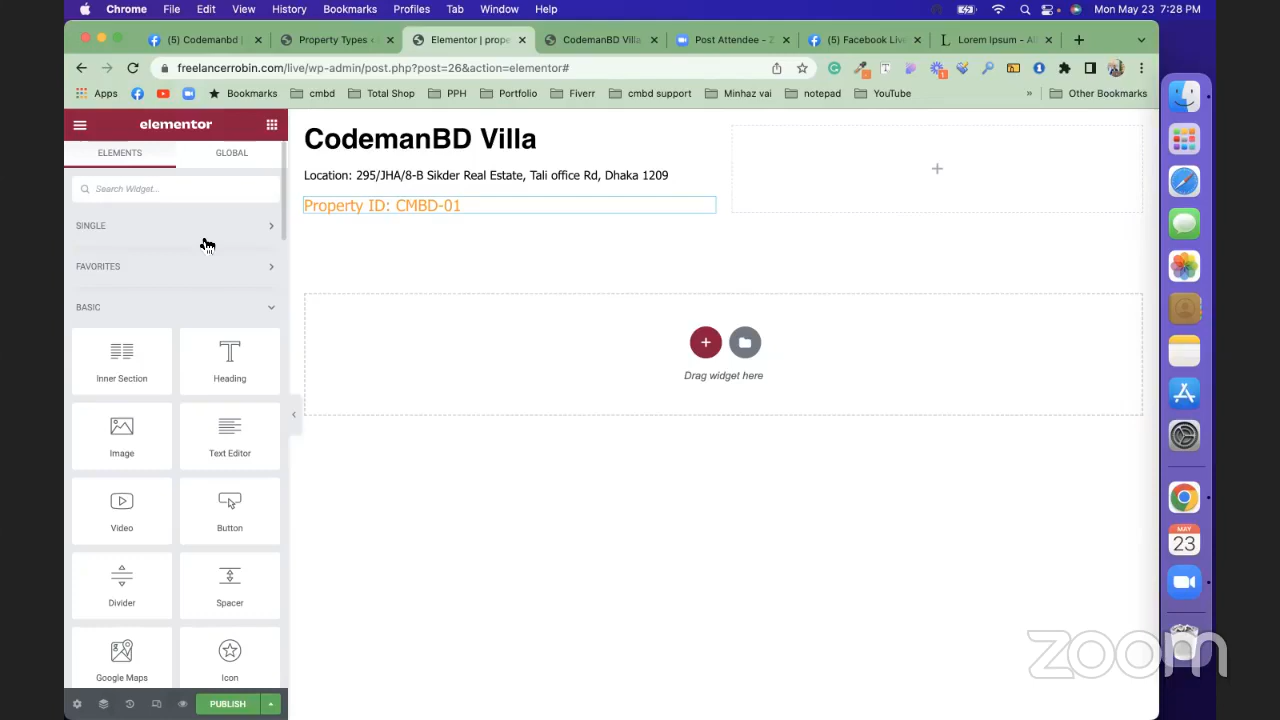 Chrome File Edit View History Bookmarks Profiles Tab Window Help Mon May 23 7:28 PM
(5) Codemanbd | Property Types < Elementor | prope CodemanBD Villa Post Attendee - Z (5) Facebook Live Lorem Ipsum - Al
freelancerrobin.com/live/wp-admin/post.php?post=26&action=elementor#
Apps Bookmarks cmbd Total Shop PPH Portfolio Fiverr cmbd support Minhaz vai notepad YouTube » Other Bookmarks
elementor
ELEMENTS GLOBAL
Search Widget...
SINGLE
FAVORITES
BASIC
Inner Section Heading
Image Text Editor
Video Button
Divider Spacer
Google Maps Icon
PUBLISH
CodemanBD Villa
Location: 295/JHA/8-B Sikder Real Estate, Tali office Rd, Dhaka 1209
Property ID: CMBD-01
Drag widget here
MAY
23
zoom